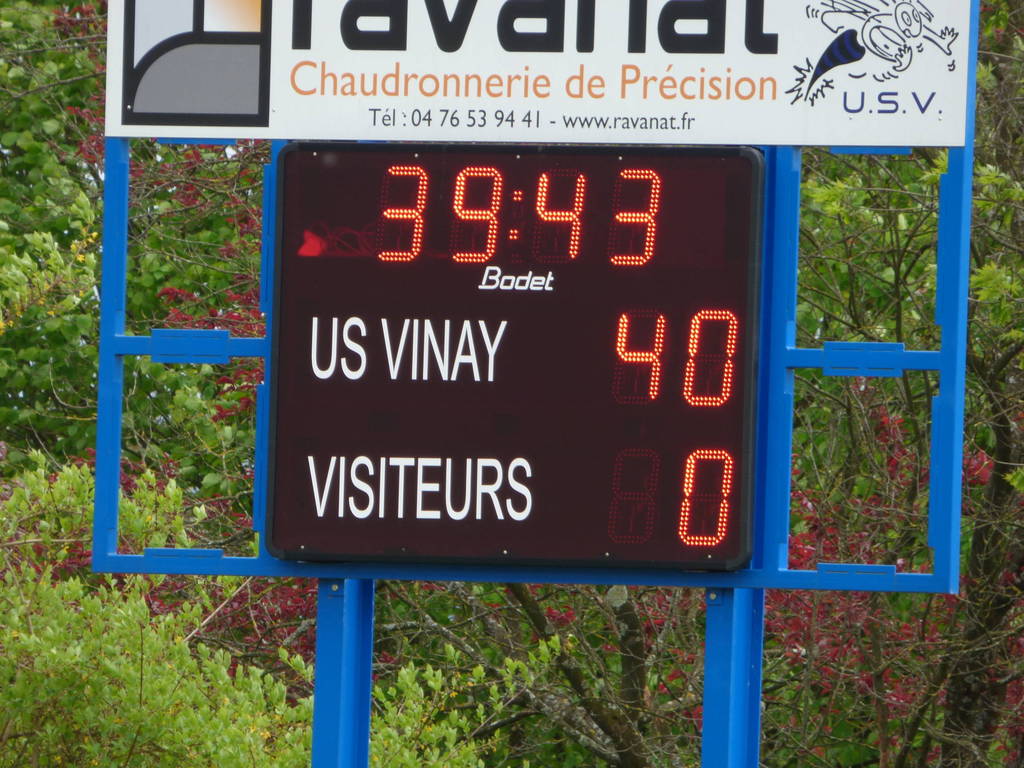 ravanat
Chaudronnerie de Précision
Tél : 04 76 53 94 41 - www.ravanat.fr
U.S.V.
39:43
Bodet
US VINAY 40
VISITEURS 0